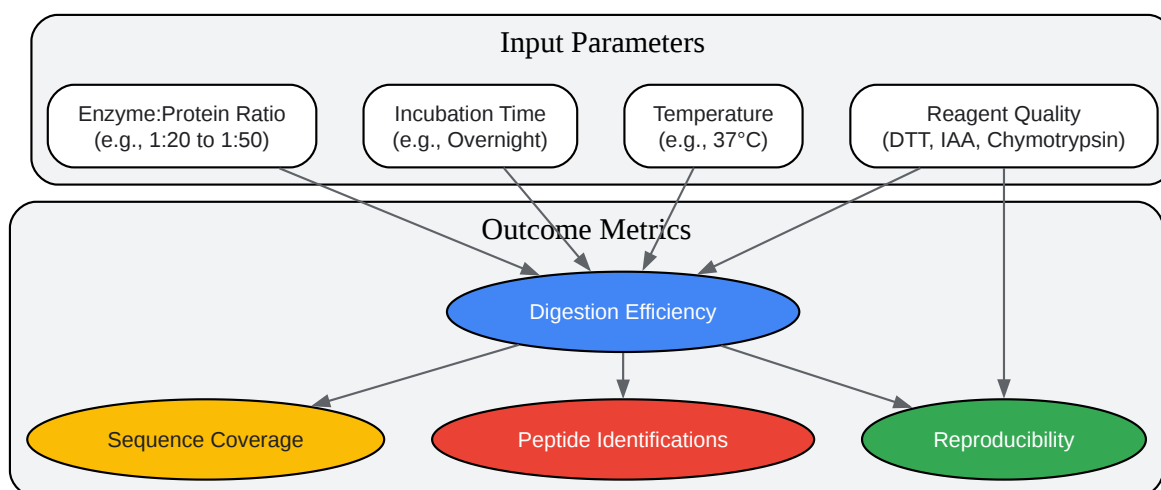 Input Parameters
Enzyme:Protein Ratio
(e.g., 1:20 to 1:50)
Incubation Time
(e.g., Overnight)
Temperature
(e.g., 37°C)
Reagent Quality
(DTT, IAA, Chymotrypsin)
Outcome Metrics
Digestion Efficiency
Sequence Coverage
Peptide Identifications
Reproducibility